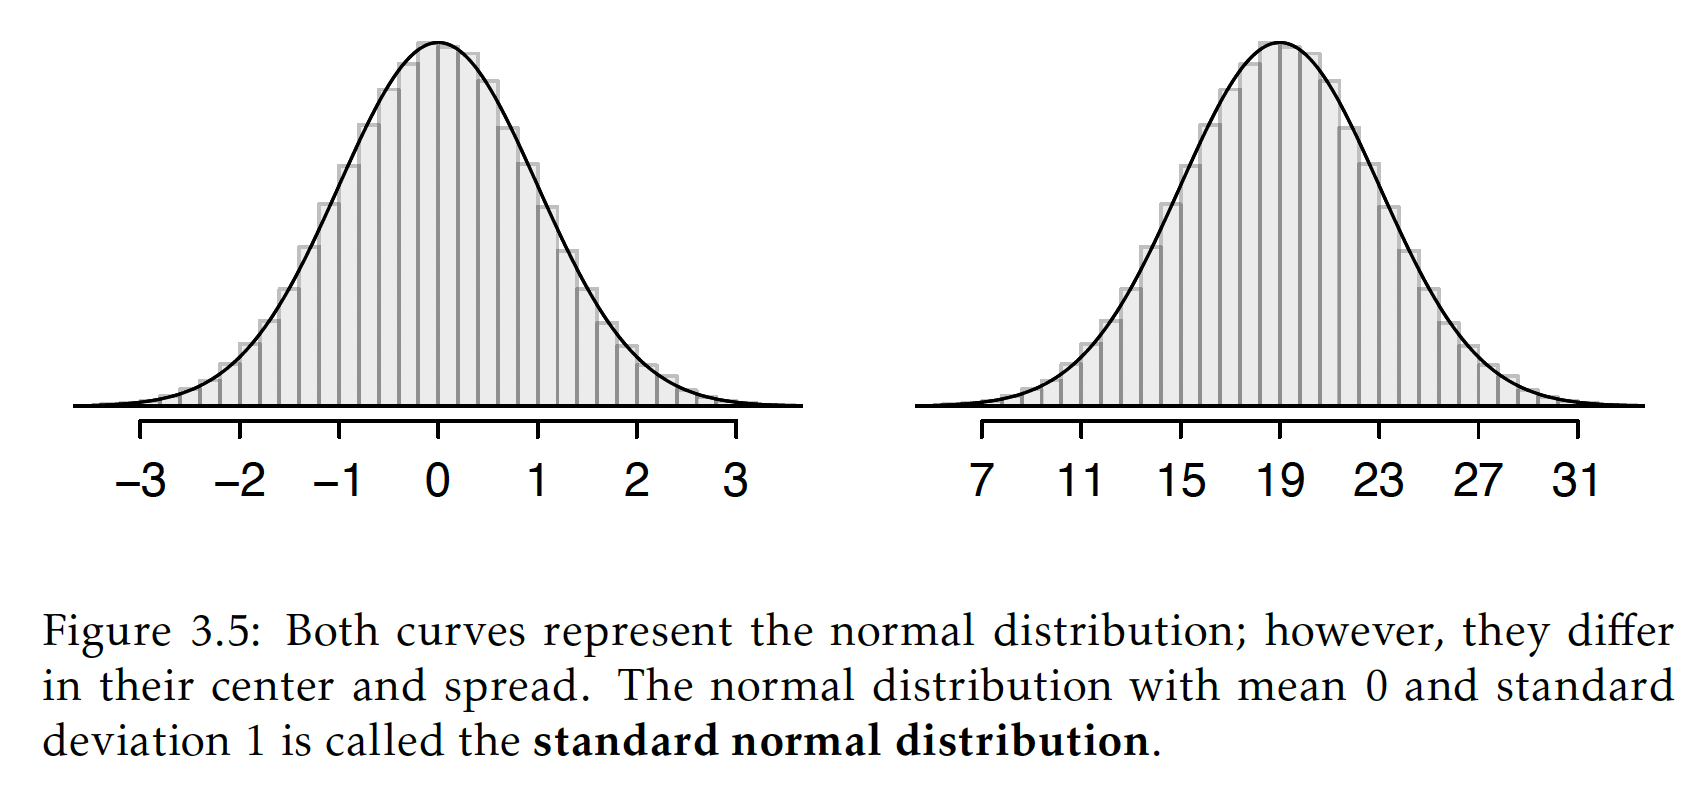 −3 −2 −1 0 1 2 3
7 11 15 19 23 27 31
Figure 3.5: Both curves represent the normal distribution; however, they differ
in their center and spread. The normal distribution with mean 0 and standard
deviation 1 is called the standard normal distribution.